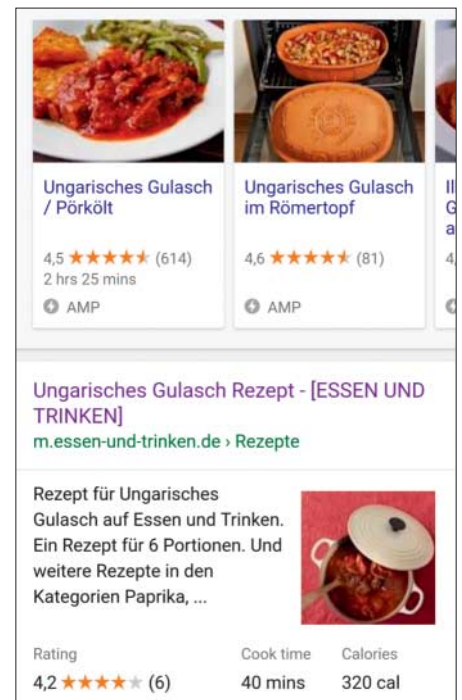 Ungarisches Gulasch
/ Pörkölt
4,5 ★★★★★ (614)
2 hrs 25 mins
AMP
Ungarisches Gulasch
im Römertopf
4,6 ★★★★★ (81)
AMP
Ungarisches Gulasch Rezept - [ESSEN UND
TRINKEN]
m.essen-und-trinken.de › Rezepte
Rezept für Ungarisches
Gulasch auf Essen und Trinken.
Ein Rezept für 6 Portionen. Und
weitere Rezepte in den
Kategorien Paprika, ...
Rating
4,2 ★★★★★ (6)
Cook time
40 mins
Calories
320 cal